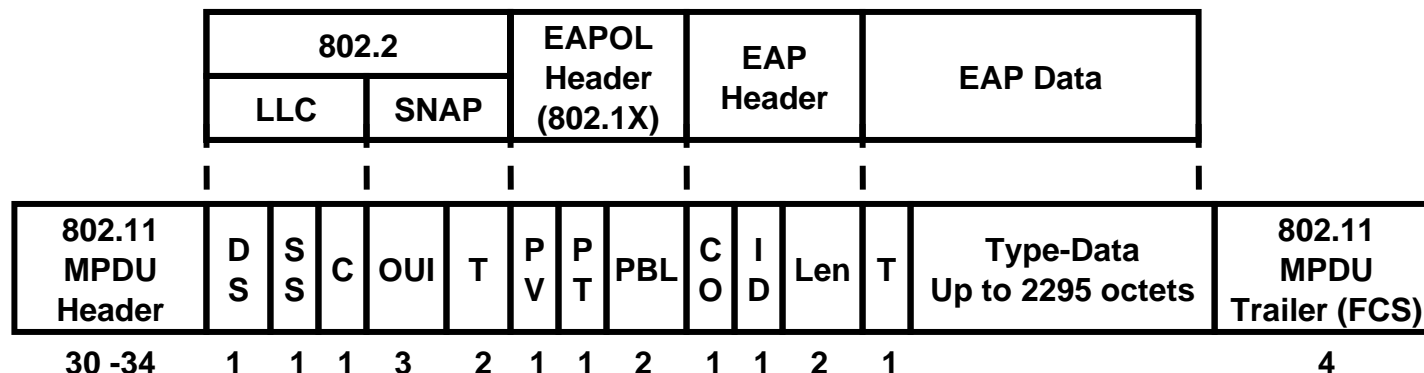 802.2
EAPOL
Header
(802.1X)
EAP
Header
EAP Data
LLC
SNAP
802.11
MPDU
Header
D
S
S
S
C
OUI
T
P
V
P
T
PBL
C
O
I
D
Len
T
Type-Data
Up to 2295 octets
802.11
MPDU
Trailer (FCS)
30 -34 1 1 1 3 2 1 1 2 1 1 2 1 4